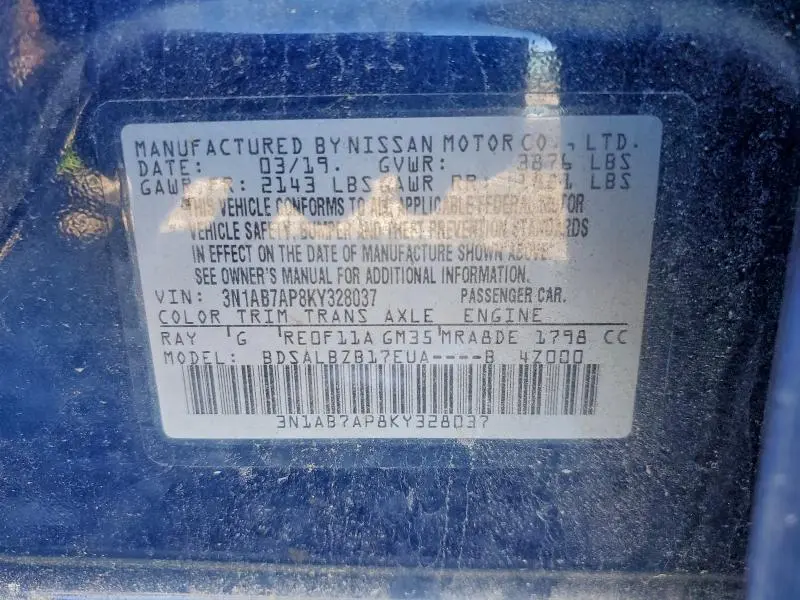 MANUFACTURED BY NISSAN MOTOR CO., LTD.
DATE: 03/19. GVWR: 3876 LBS
GAWR FR: 2143 LBS GAWR RR: LBS
THIS VEHICLE CONFORMS TO ALL APPLICABLE FEDERAL MOTOR
VEHICLE SAFETY, BUMPER AND THEFT PREVENTION STANDARDS
IN EFFECT ON THE DATE OF MANUFACTURE SHOWN ABOVE.
SEE OWNER'S MANUAL FOR ADDITIONAL INFORMATION.
VIN: 3N1AB7AP8KY328037 PASSENGER CAR.
COLOR TRIM TRANS AXLE ENGINE
RAY G RE0F11A GM35 MRA8DE 1798 CC
MODEL: BDSALBZB17EUA----B 4Z000
3N1AB7AP8KY328037